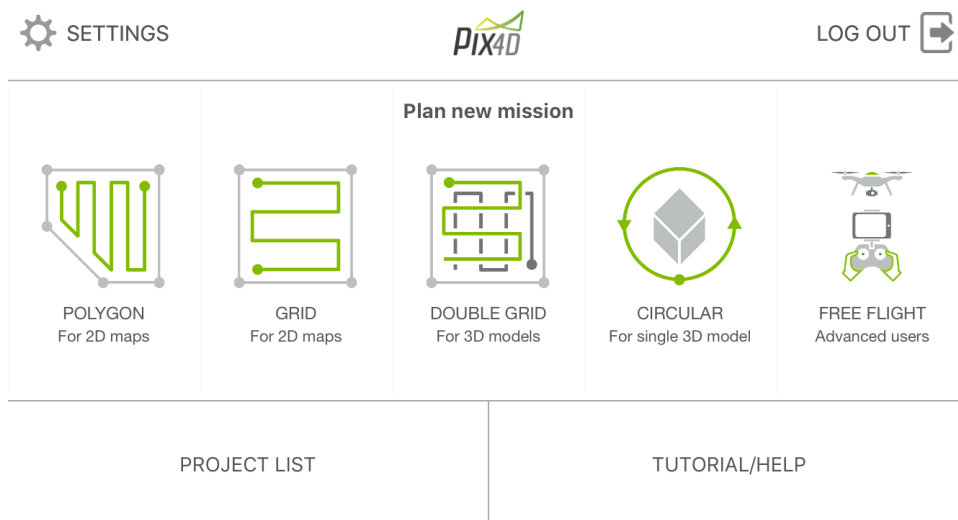 SETTINGS
PIX4D
LOG OUT
Plan new mission
POLYGON
For 2D maps
GRID
For 2D maps
DOUBLE GRID
For 3D models
CIRCULAR
For single 3D model
FREE FLIGHT
Advanced users
PROJECT LIST
TUTORIAL/HELP